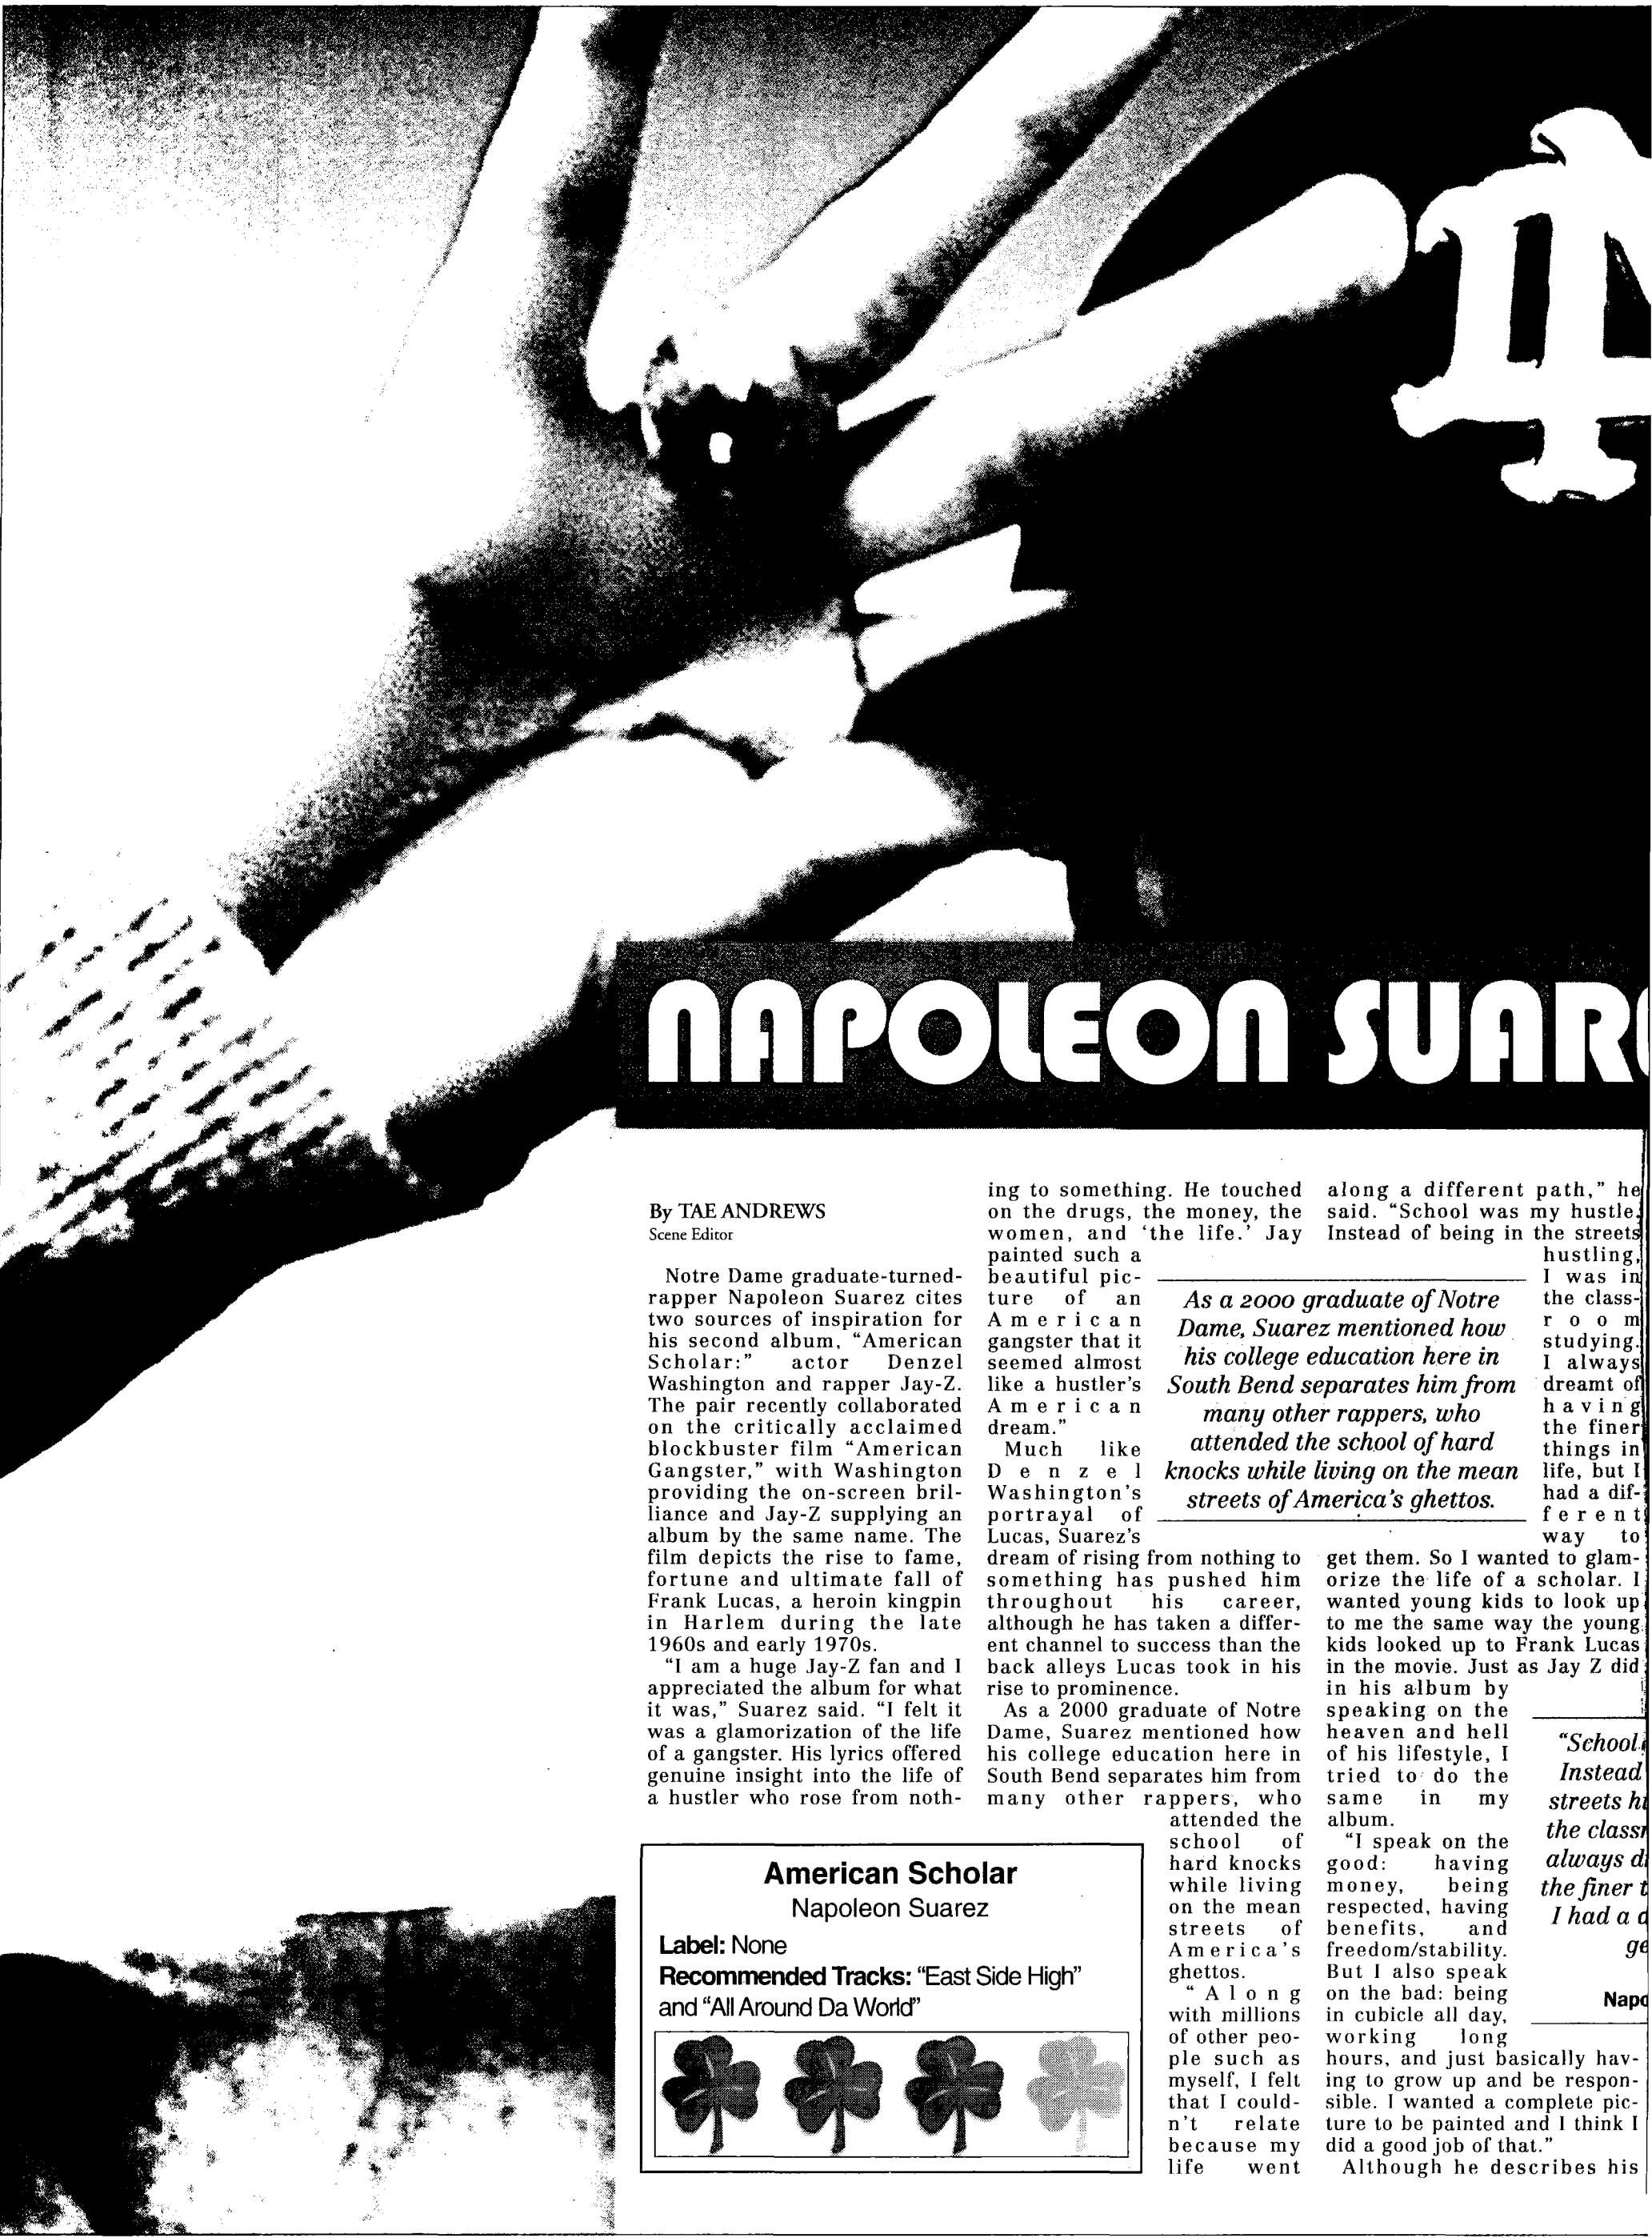 NAPOLEON SUAR
By TAE ANDREWS
Scene Editor
Notre Dame graduate-turned-
rapper Napoleon Suarez cites
two sources of inspiration for
his second album, “American
Scholar:” actor Denzel
Washington and rapper Jay-Z.
The pair recently collaborated
on the critically acclaimed
blockbuster film “American
Gangster,” with Washington
providing the on-screen bril-
liance and Jay-Z supplying an
album by the same name. The
film depicts the rise to fame,
fortune and ultimate fall of
Frank Lucas, a heroin kingpin
in Harlem during the late
1960s and early 1970s.
“I am a huge Jay-Z fan and I
appreciated the album for what
it was,” Suarez said. “I felt it
was a glamorization of the life
of a gangster. His lyrics offered
genuine insight into the life of
a hustler who rose from noth-
ing to something. He touched
on the drugs, the money, the
women, and ‘the life.’ Jay
painted such a
beautiful pic-
ture of an
American
gangster that it
seemed almost
like a hustler's
American
dream.”
Much like
Denzel
Washington's
portrayal of
Lucas, Suarez's
dream of rising from nothing to
something has pushed him
throughout his career,
although he has taken a differ-
ent channel to success than the
back alleys Lucas took in his
rise to prominence.
As a 2000 graduate of Notre
Dame, Suarez mentioned how
his college education here in
South Bend separates him from
many other rappers, who
attended the
school of
hard knocks
while living
on the mean
streets of
America's
ghettos.
“Along
with millions
of other peo-
ple such as
myself, I felt
that I could-
n't relate
because my
life went
along a different path,” he
said. “School was my hustle.
Instead of being in the streets
hustling,
I was in
the class-
room
studying.
I always
dreamt of
having
the finer
things in
life, but I
had a dif-
ferent
way to
get them. So I wanted to glam-
orize the life of a scholar. I
wanted young kids to look up
to me the same way the young
kids looked up to Frank Lucas
in the movie. Just as Jay Z did
in his album by
speaking on the
heaven and hell
of his lifestyle, I
tried to do the
same in my
album.
“I speak on the
good: having
money, being
respected, having
benefits, and
freedom/stability.
But I also speak
on the bad: being
in cubicle all day,
working long
hours, and just basically hav-
ing to grow up and be respon-
sible. I wanted a complete pic-
ture to be painted and I think I
did a good job of that.”
Although he describes his
As a 2000 graduate of Notre
Dame, Suarez mentioned how
his college education here in
South Bend separates him from
many other rappers, who
attended the school of hard
knocks while living on the mean
streets of America's ghettos.
“School
Instead
streets
the
always
the finer
I had a
American Scholar
Napoleon Suarez
Label: None
Recommended Tracks: “East Side High”
and “All Around Da World”